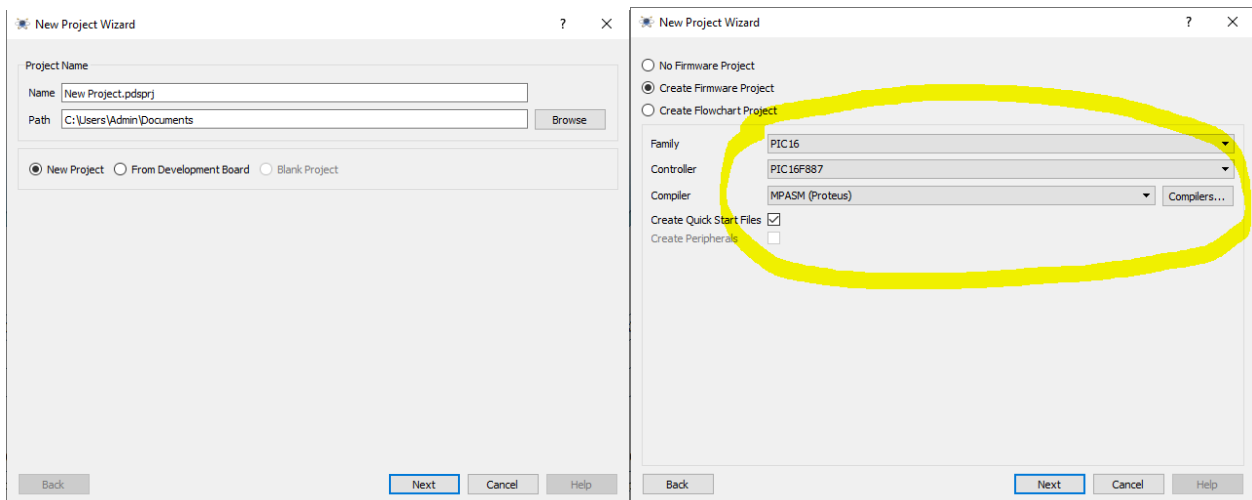 New Project Wizard ?
Project Name
Name New Project.pdsprj
Path C:\Users\Admin\Documents Browse
New Project From Development Board Blank Project
Back Next Cancel Help
New Project Wizard ?
No Firmware Project
Create Firmware Project
Create Flowchart Project
Family PIC16
Controller PIC16F887
Compiler MPASM (Proteus) Compilers...
Create Quick Start Files
Create Peripherals
Back Next Cancel Help